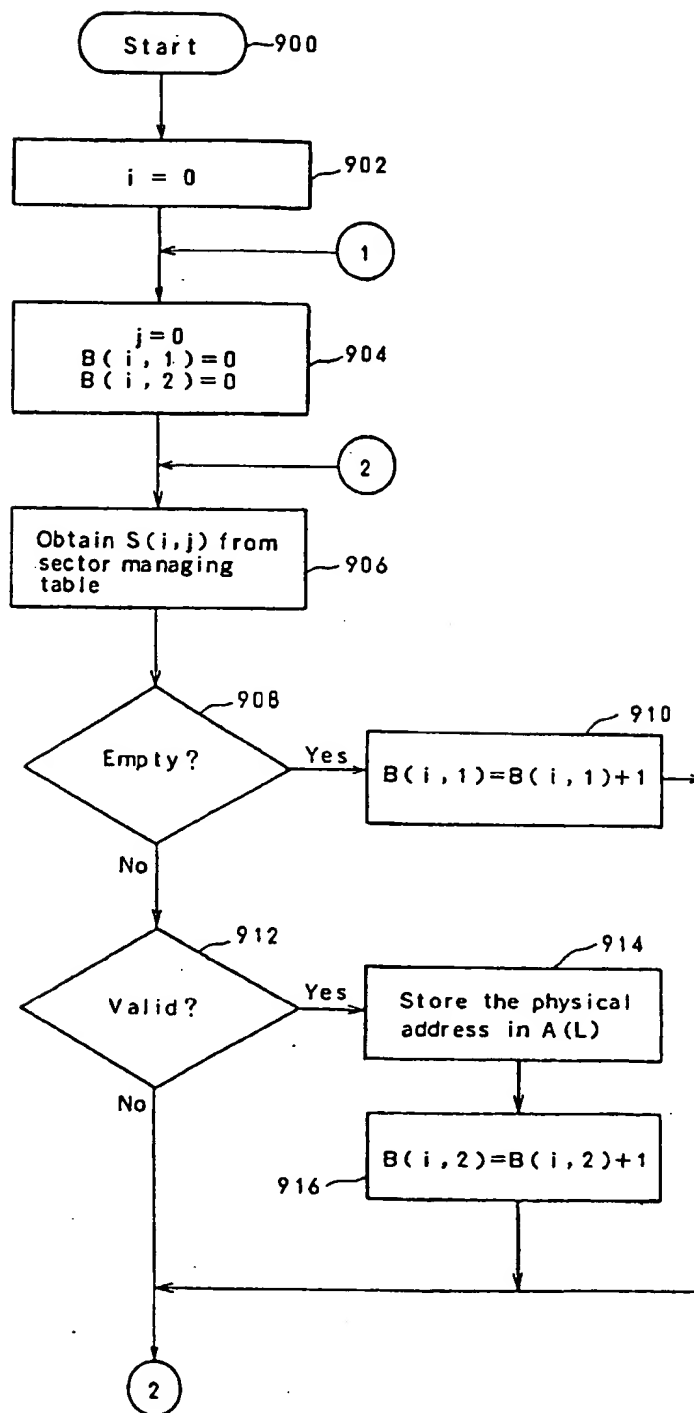 Start
900
i = 0
902
1
j=0
B(i,1)=0
B(i,2)=0
904
2
Obtain S(i,j) from
sector managing
table
906
908
Empty?
Yes
910
B(i,1)=B(i,1)+1
No
912
Valid?
Yes
914
Store the physical
address in A(L)
No
B(i,2)=B(i,2)+1
916
2